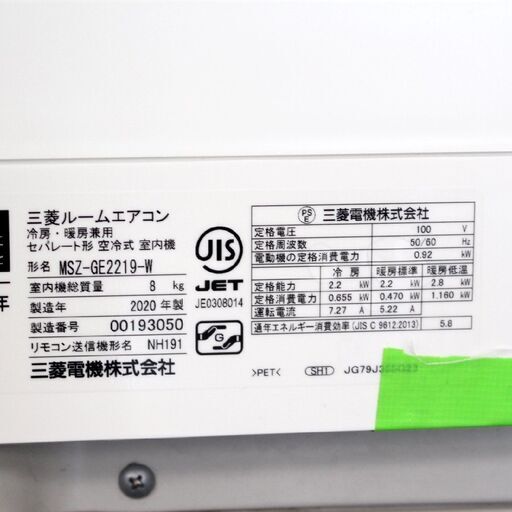 年
三菱ルームエアコン
冷房・暖房兼用
セパレート形 空冷式 室内機
形名 MSZ-GE2219-W
室内機総質量 8 kg
製造年 2020 年製
製造番号 00193050
リモコン送信機形名 NH191
三菱電機株式会社
JIS
JET
JE0308014
G
PSE 三菱電機株式会社
定格電圧 100 V
定格周波数 50/60 Hz
電動機の定格消費電力 0.92 kW
冷 房 暖房標準 暖房低温
定格能力 2.2 kW 2.2 kW 2.8 kW
定格消費電力 0.655 kW 0.470 kW 1.160 kW
運転電流 7.27 A 5.22 A
通年エネルギー消費効率(JIS C 9612:2013) 5.8
>PET< SH1